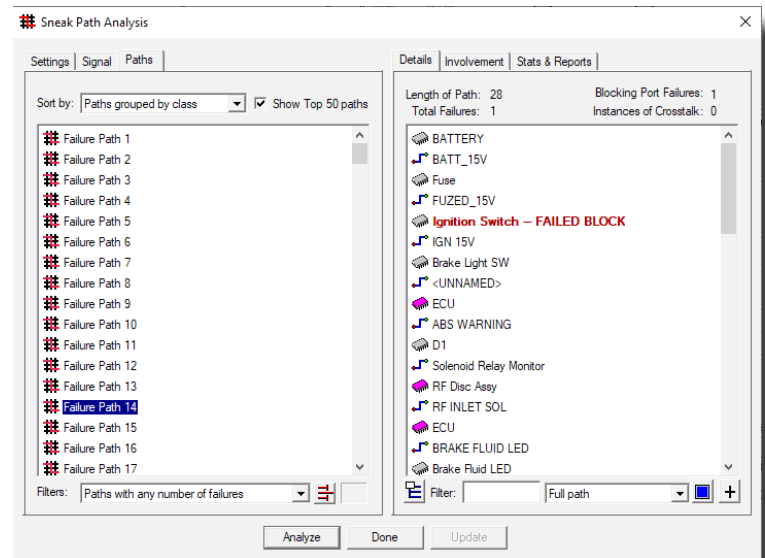 Sneak Path Analysis
Settings
Signal
Paths
Sort by:
Paths grouped by class
Show Top 50 paths
Failure Path 1
Failure Path 2
Failure Path 3
Failure Path 4
Failure Path 5
Failure Path 6
Failure Path 7
Failure Path 8
Failure Path 9
Failure Path 10
Failure Path 11
Failure Path 12
Failure Path 13
Failure Path 14
Failure Path 15
Failure Path 16
Failure Path 17
Filters:
Paths with any number of failures
Details
Involvement
Stats & Reports
Length of Path: 28
Blocking Port Failures: 1
Total Failures: 1
Instances of Crosstalk: 0
BATTERY
BATT_15V
Fuse
FUZED_15V
Ignition Switch – FAILED BLOCK
IGN 15V
Brake Light SW
<UNNAMED>
ECU
ABS WARNING
D1
Solenoid Relay Monitor
RF Disc Assy
RF INLET SOL
ECU
BRAKE FLUID LED
Brake Fluid LED
Filter:
Full path
Analyze
Done
Update